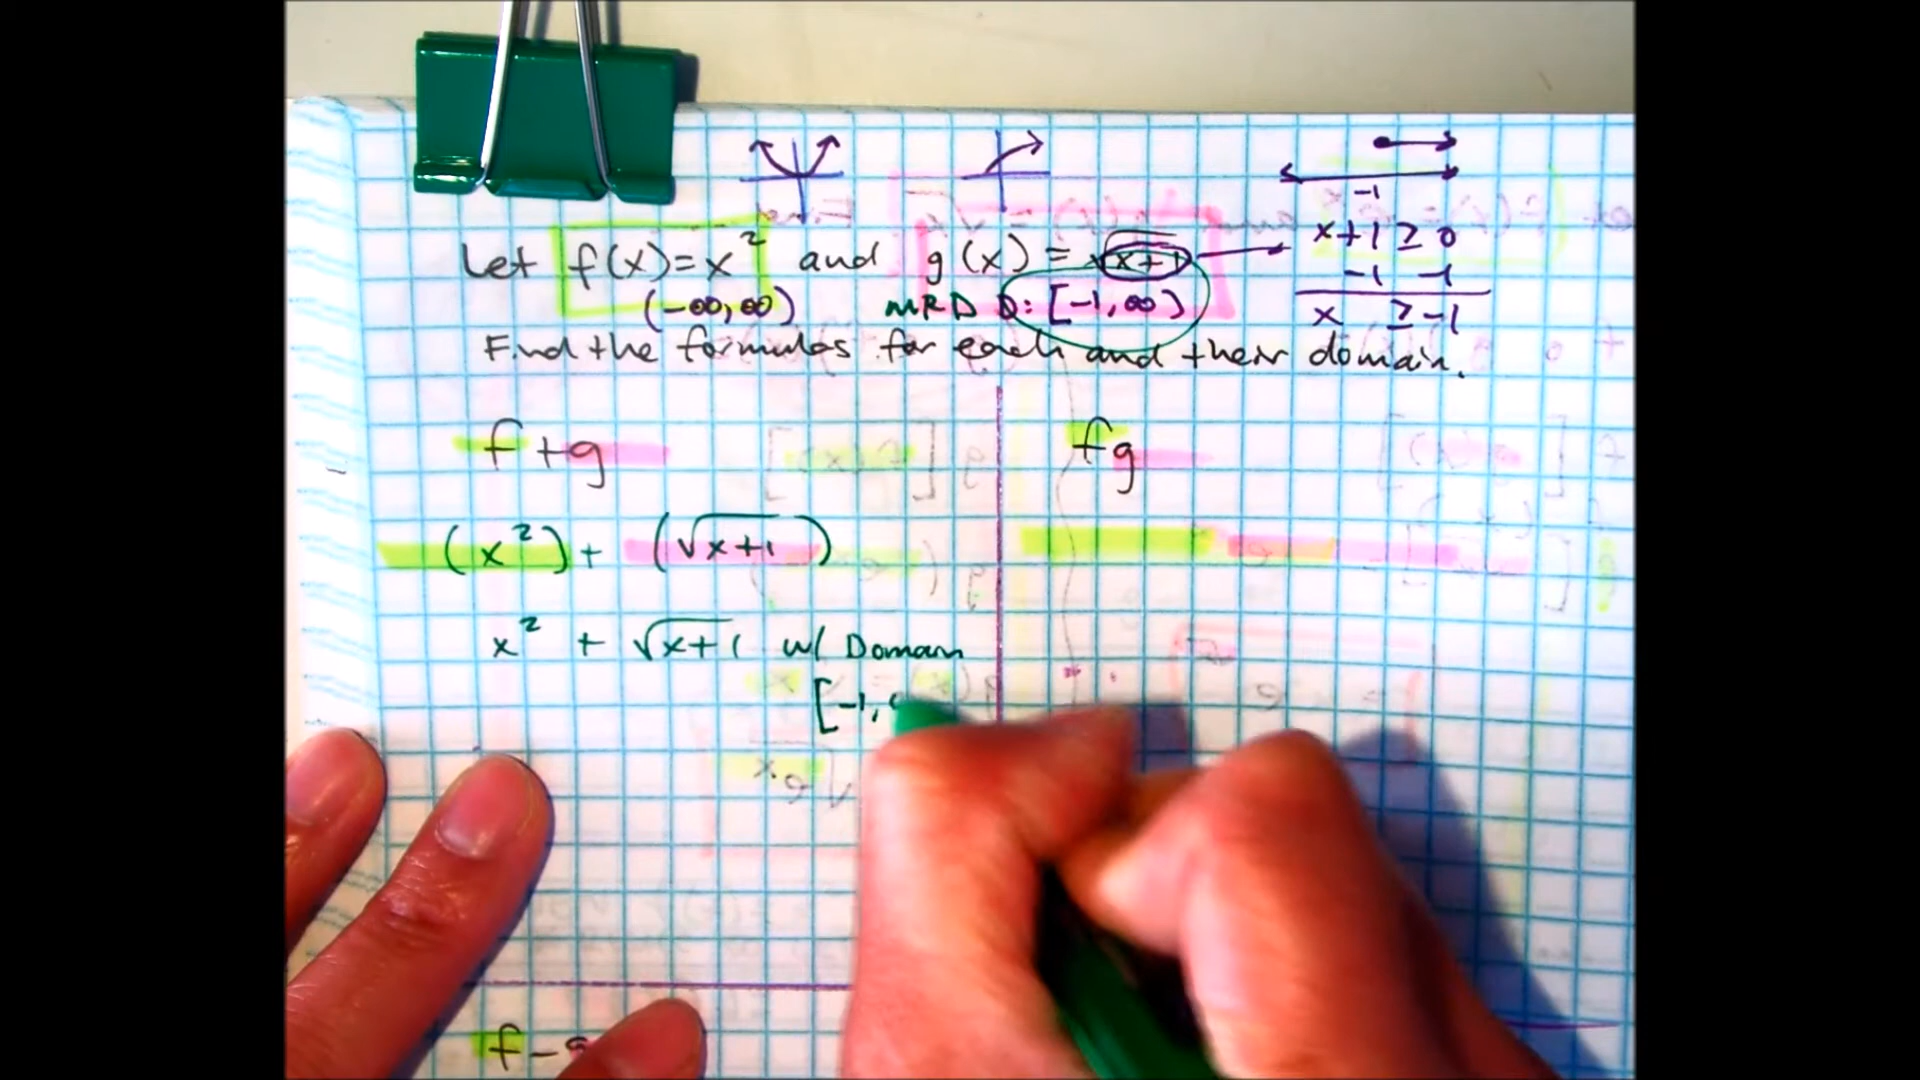 -1
Let f(x)=x² and g(x) = √x+1
x+1 ≥ 0
-1 -1
(-∞,∞) MRD D: [-1,∞)
x ≥ -1
Find the formulas for each and their domain.
f+g
fg
(x²) + (√x+1)
x² + √x+1 w/ Domain
[-1,
f-